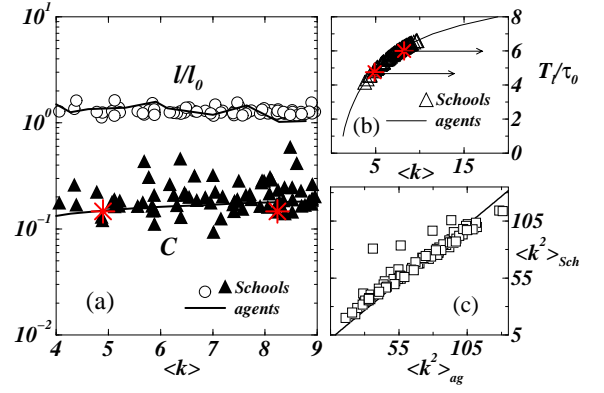 10¹
l/l₀
10⁰
10⁻¹
C
(a)
Schools
agents
10⁻²
4 5 6 7 8 9
<k>
8
6
4
2
0
T_l/τ₀
Schools
agents
(b)
5 15
<k>
105
<k²>_Sch
55
(c)
5
55 105
<k²>_ag